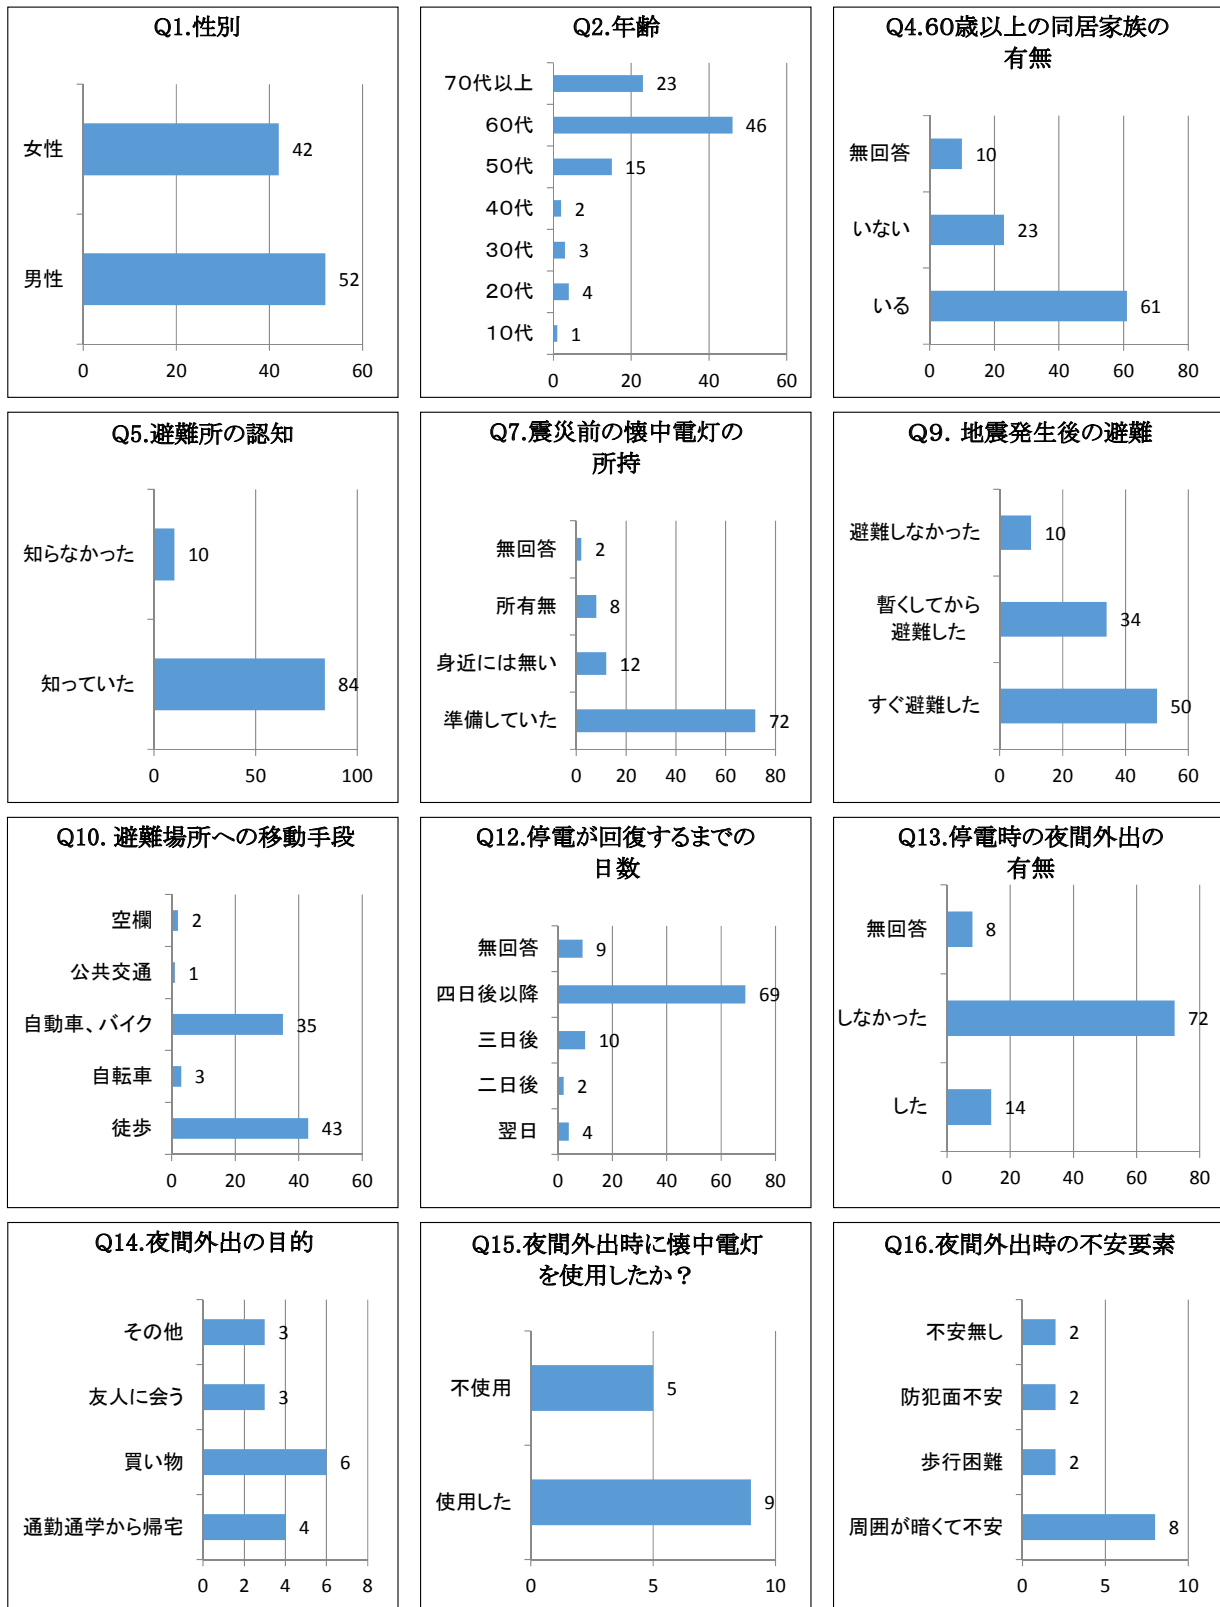 Q1.性別
女性
42
男性
52
0 20 40 60
Q2.年齢
70代以上
23
60代
46
50代
15
40代
2
30代
3
20代
4
10代
1
0 20 40 60
Q4.60歳以上の同居家族の
有無
無回答
10
いない
23
いる
61
0 20 40 60 80
Q5.避難所の認知
知らなかった
10
知っていた
84
0 50 100
Q7.震災前の懐中電灯の
所持
無回答
2
所有無
8
身近には無い
12
準備していた
72
0 20 40 60 80
Q9. 地震発生後の避難
避難しなかった
10
暫くしてから
避難した
34
すぐ避難した
50
0 20 40 60
Q10. 避難場所への移動手段
空欄
2
公共交通
1
自動車、バイク
35
自転車
3
徒歩
43
0 20 40 60
Q12.停電が回復するまでの
日数
無回答
9
四日後以降
69
三日後
10
二日後
2
翌日
4
0 20 40 60 80
Q13.停電時の夜間外出の
有無
無回答
8
しなかった
72
した
14
0 20 40 60 80
Q14.夜間外出の目的
その他
3
友人に会う
3
買い物
6
通勤通学から帰宅
4
0 2 4 6 8
Q15.夜間外出時に懐中電灯
を使用したか？
不使用
5
使用した
9
0 5 10
Q16.夜間外出時の不安要素
不安無し
2
防犯面不安
2
歩行困難
2
周囲が暗くて不安
8
0 5 10